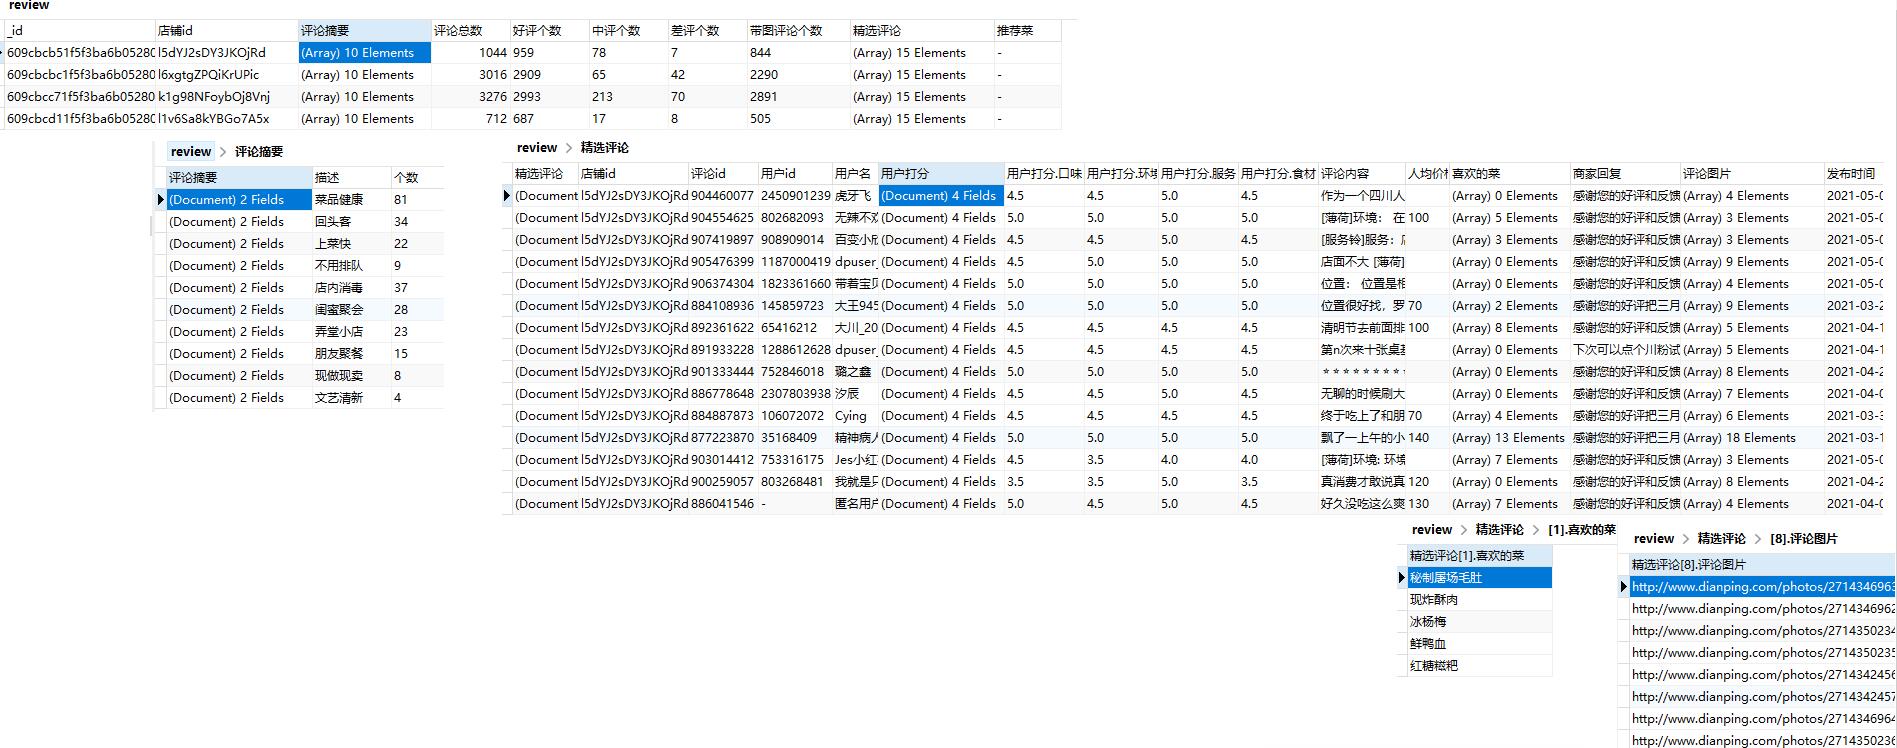 review
_id 店铺id 评论摘要 评论总数 好评个数 中评个数 差评个数 带图评论个数 精选评论 推荐菜
609cbcb51f5f3ba6b05280 l5dYJ2sDY3JKOjRd (Array) 10 Elements 1044 959 78 7 844 (Array) 15 Elements -
609cbcbc1f5f3ba6b05280 l6xgtgZPQiKrUPic (Array) 10 Elements 3016 2909 65 42 2290 (Array) 15 Elements -
609cbcc71f5f3ba6b05280 k1g98NFoybOj8Vnj (Array) 10 Elements 3276 2993 213 70 2891 (Array) 15 Elements -
609cbcd11f5f3ba6b05280 l1v6Sa8kYBGo7A5x (Array) 10 Elements 712 687 17 8 505 (Array) 15 Elements -
review > 评论摘要
评论摘要 描述 个数
(Document) 2 Fields 菜品健康 81
(Document) 2 Fields 回头客 34
(Document) 2 Fields 上菜快 22
(Document) 2 Fields 不用排队 9
(Document) 2 Fields 店内消毒 37
(Document) 2 Fields 闺蜜聚会 28
(Document) 2 Fields 弄堂小店 23
(Document) 2 Fields 朋友聚餐 15
(Document) 2 Fields 现做现卖 8
(Document) 2 Fields 文艺清新 4
review > 精选评论
精选评论 店铺id 评论id 用户id 用户名 用户打分 用户打分.口味 用户打分.环境 用户打分.服务 用户打分.食材 评论内容 人均价格 喜欢的菜 商家回复 评论图片 发布时间
(Document l5dYJ2sDY3JKOjRd 904460077 2450901239 虎牙飞 (Document) 4 Fields 4.5 4.5 5.0 4.5 作为一个四川人 (Array) 0 Elements 感谢您的好评和反馈 (Array) 4 Elements 2021-05-0
(Document l5dYJ2sDY3JKOjRd 904554625 802682093 无辣不欢 (Document) 4 Fields 5.0 5.0 5.0 5.0 [薄荷]环境： 在 100 (Array) 5 Elements 感谢您的好评和反馈 (Array) 3 Elements 2021-05-0
(Document l5dYJ2sDY3JKOjRd 907419897 908909014 百变小欣 (Document) 4 Fields 4.5 4.5 5.0 4.5 [服务铃]服务：店 (Array) 3 Elements 感谢您的好评和反馈 (Array) 3 Elements 2021-05-0
(Document l5dYJ2sDY3JKOjRd 905476399 1187000419 dpuser_ (Document) 4 Fields 4.5 4.5 5.0 4.5 店面不大 [薄荷] (Array) 0 Elements 感谢您的好评和反馈 (Array) 9 Elements 2021-05-0
(Document l5dYJ2sDY3JKOjRd 906374304 1823361660 带着宝贝 (Document) 4 Fields 4.5 4.5 5.0 4.5 位置： 位置是相 (Array) 0 Elements 感谢您的好评和反馈 (Array) 4 Elements 2021-05-0
(Document l5dYJ2sDY3JKOjRd 884108936 145859723 大王945 (Document) 4 Fields 5.0 5.0 5.0 5.0 位置很好找，罗 70 (Array) 2 Elements 感谢您的好评把三月 (Array) 9 Elements 2021-03-2
(Document l5dYJ2sDY3JKOjRd 892361622 65416212 大川_20 (Document) 4 Fields 4.5 4.5 4.5 4.5 清明节去前面排 100 (Array) 8 Elements 感谢您的好评和反馈 (Array) 5 Elements 2021-04-1
(Document l5dYJ2sDY3JKOjRd 891933228 1288612628 dpuser_ (Document) 4 Fields 4.5 4.5 4.5 4.5 第n次来十张桌基 (Array) 0 Elements 下次可以点个川粉试 (Array) 5 Elements 2021-04-1
(Document l5dYJ2sDY3JKOjRd 901333444 752846018 璐之鑫 (Document) 4 Fields 5.0 5.0 5.0 5.0 ********* (Array) 0 Elements 感谢您的好评和反馈 (Array) 8 Elements 2021-04-2
(Document l5dYJ2sDY3JKOjRd 886778648 2307803938 汐辰 (Document) 4 Fields 4.5 4.5 5.0 4.5 无聊的时候刷大 (Array) 0 Elements 感谢您的好评和反馈 (Array) 7 Elements 2021-04-0
(Document l5dYJ2sDY3JKOjRd 884887873 106072072 Cying (Document) 4 Fields 4.5 4.5 4.5 4.5 终于吃上了和朋 70 (Array) 4 Elements 感谢您的好评把三月 (Array) 6 Elements 2021-03-3
(Document l5dYJ2sDY3JKOjRd 877223870 35168409 精神病人 (Document) 4 Fields 5.0 5.0 5.0 5.0 飘了一上午的小 140 (Array) 13 Elements 感谢您的好评把三月 (Array) 18 Elements 2021-03-1
(Document l5dYJ2sDY3JKOjRd 903014412 753316175 Jes小红 (Document) 4 Fields 4.5 3.5 4.0 4.0 [薄荷]环境: 环境 (Array) 7 Elements 感谢您的好评和反馈 (Array) 3 Elements 2021-05-0
(Document l5dYJ2sDY3JKOjRd 900259057 803268481 我就是只 (Document) 4 Fields 3.5 3.5 5.0 3.5 真消费才敢说真 120 (Array) 0 Elements 感谢您的好评和反馈 (Array) 8 Elements 2021-04-2
(Document l5dYJ2sDY3JKOjRd 886041546 - 匿名用户 (Document) 4 Fields 5.0 4.5 5.0 4.5 好久没吃这么爽 130 (Array) 7 Elements 感谢您的好评和反馈 (Array) 4 Elements 2021-04-0
review > 精选评论 > [1].喜欢的菜
精选评论[1].喜欢的菜
秘制屠场毛肚
现炸酥肉
冰杨梅
鲜鸭血
红糖糍粑
review > 精选评论 > [8].评论图片
精选评论[8].评论图片
http://www.dianping.com/photos/2714346963
http://www.dianping.com/photos/2714346962
http://www.dianping.com/photos/2714350234
http://www.dianping.com/photos/2714350235
http://www.dianping.com/photos/2714342456
http://www.dianping.com/photos/2714342457
http://www.dianping.com/photos/2714346964
http://www.dianping.com/photos/2714350236